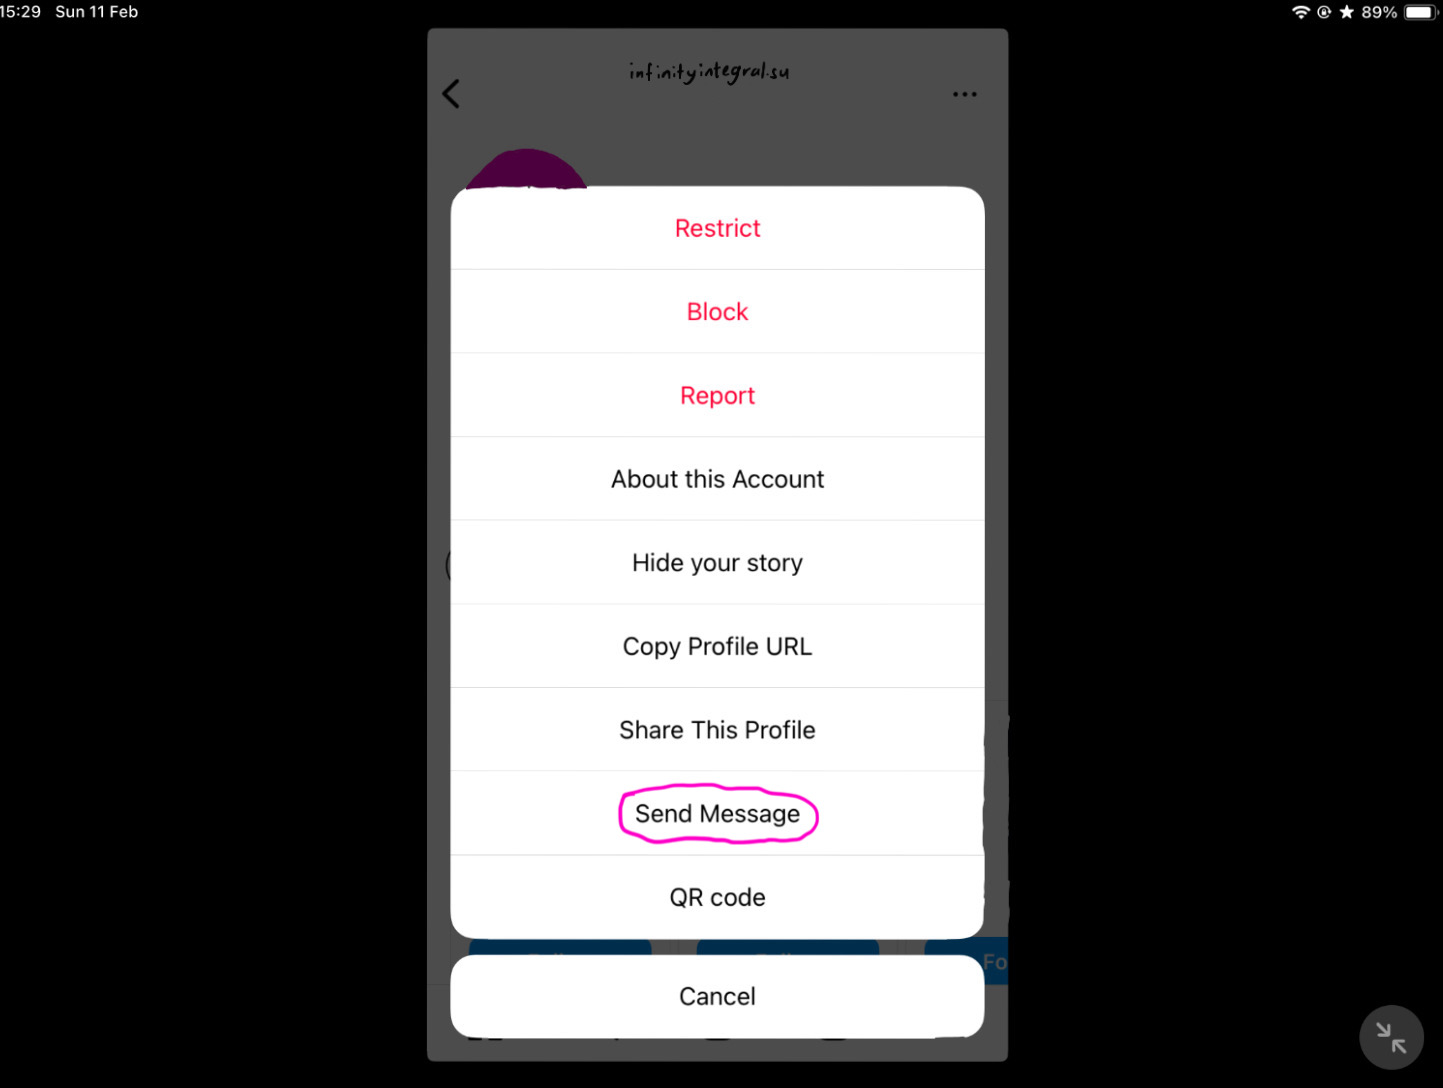 15:29 Sun 11 Feb
89%
infinityintegral.su
Restrict
Block
Report
About this Account
Hide your story
Copy Profile URL
Share This Profile
Send Message
QR code
Fo
Cancel